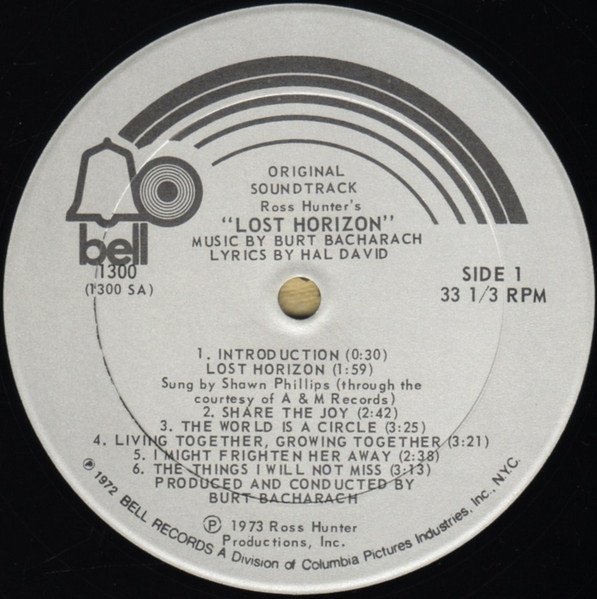 bell
1300
(1300 SA)
ORIGINAL
SOUNDTRACK
Ross Hunter's
"LOST HORIZON"
MUSIC BY BURT BACHARACH
LYRICS BY HAL DAVID
SIDE 1
33 1/3 RPM
1. INTRODUCTION (0:30)
LOST HORIZON (1:59)
Sung by Shawn Phillips (through the
courtesy of A & M Records)
2. SHARE THE JOY (2:42)
3. THE WORLD IS A CIRCLE (3:25)
4. LIVING TOGETHER, GROWING TOGETHER (3:21)
5. I MIGHT FRIGHTEN HER AWAY (2:38)
6. THE THINGS I WILL NOT MISS (3:13)
PRODUCED AND CONDUCTED BY
BURT BACHARACH
℗ 1973 Ross Hunter
Productions, Inc.
℗ 1972 BELL RECORDS A Division of Columbia Pictures Industries, Inc., N.Y.C.